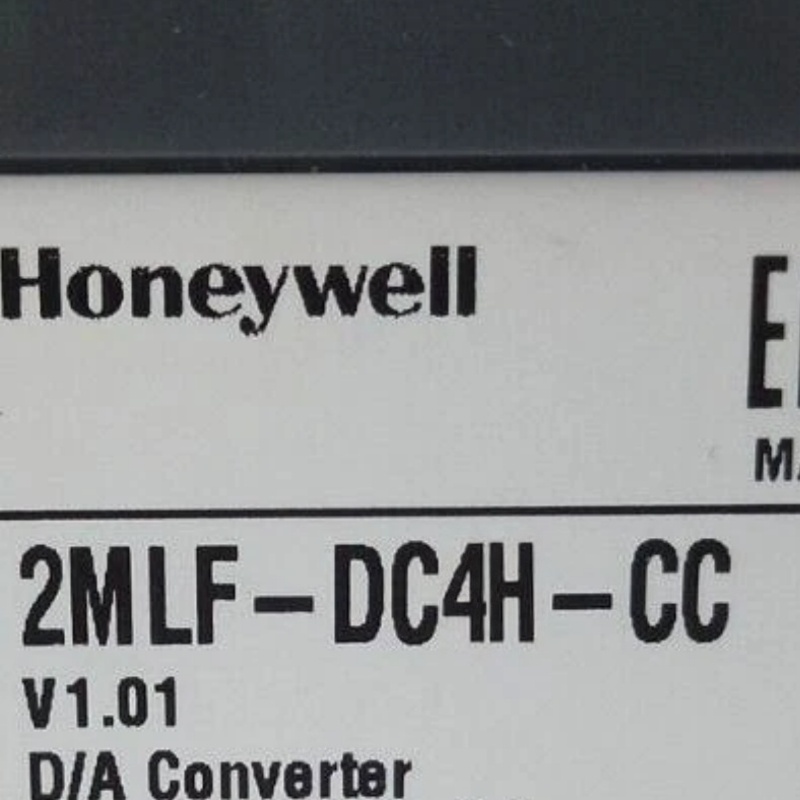 Honeywell
2MLF-DC4H-CC
V1.01
D/A Converter